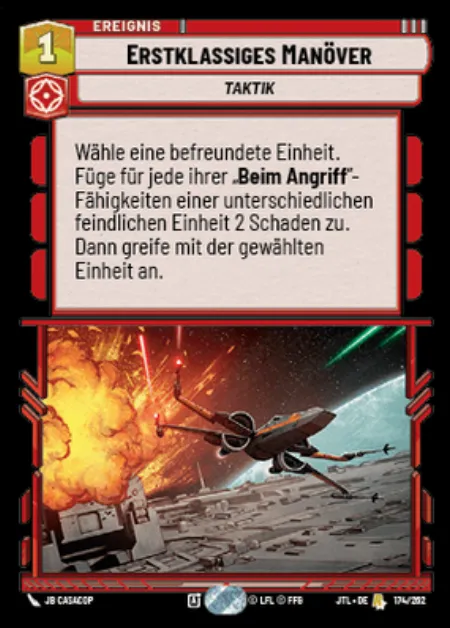 EREIGNIS
1
ERSTKLASSIGES MANÖVER
TAKTIK
Wähle eine befreundete Einheit.
Füge für jede ihrer „Beim Angriff“-
Fähigkeiten einer unterschiedlichen
feindlichen Einheit 2 Schaden zu.
Dann greife mit der gewählten
Einheit an.
JB CASACOP
© LFL © FFG
JTL • DE
174/262